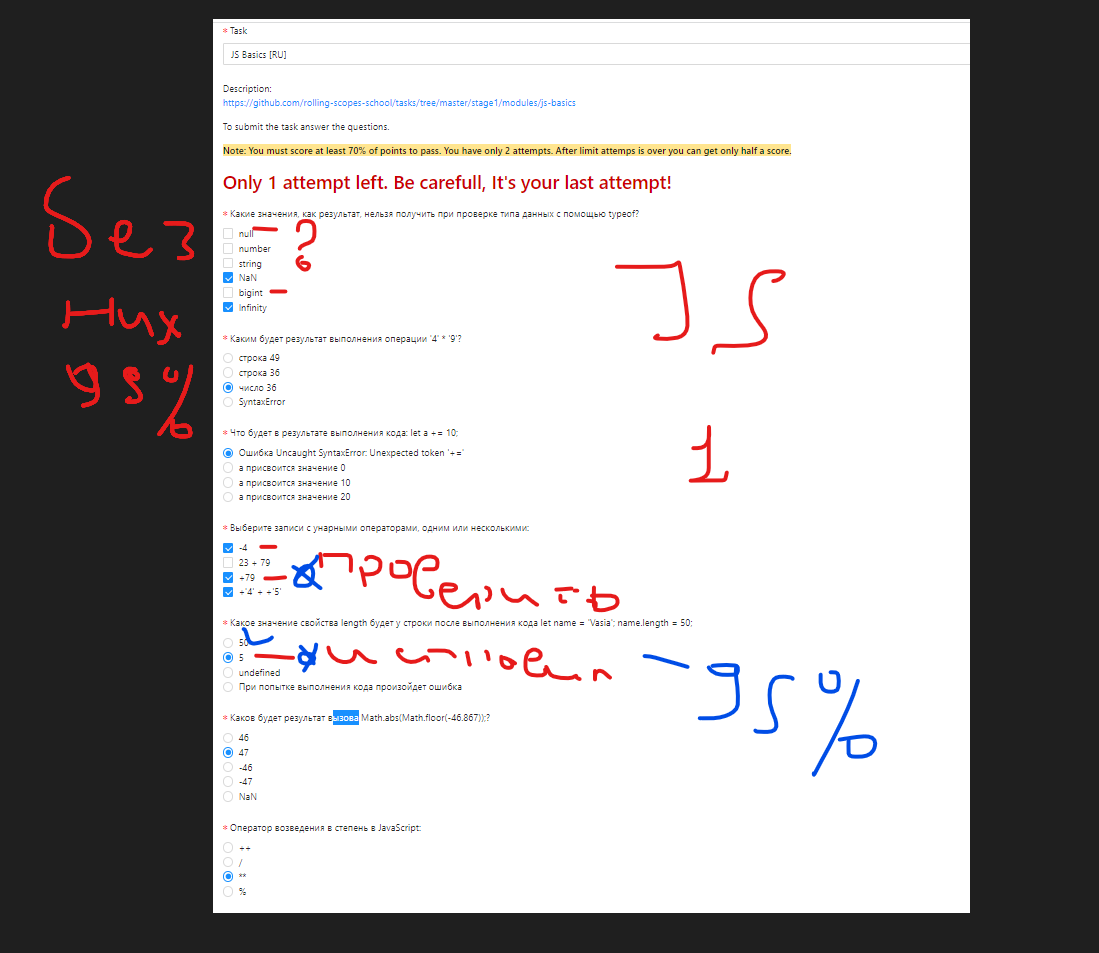 * Task
JS Basics [RU]
Description:
https://github.com/rolling-scopes-school/tasks/tree/master/stage1/modules/js-basics
To submit the task answer the questions.
Note: You must score at least 70% of points to pass. You have only 2 attempts. After limit attemps is over you can get only half a score.
Only 1 attempt left. Be carefull, It's your last attempt!
* Какие значения, как результат, нельзя получить при проверке типа данных с помощью typeof?
null
number
string
NaN
bigint
Infinity
?
без
них
95%
JS
1
* Каким будет результат выполнения операции '4' * '9'?
строка 49
строка 36
число 36
SyntaxError
* Что будет в результате выполнения кода: let a += 10;
Ошибка Uncaught SyntaxError: Unexpected token '+='
а присвоится значение 0
а присвоится значение 10
а присвоится значение 20
* Выберите записи с унарными операторами, одним или несколькими:
-4
23 + 79
+79
+'4' + +'5'
проверить
* Какое значение свойства length будет у строки после выполнения кода let name = 'Vasia'; name.length = 50;
50
5
undefined
При попытке выполнения кода произойдет ошибка
95%
* Каков будет результат вызова Math.abs(Math.floor(-46.867));?
46
47
-46
-47
NaN
* Оператор возведения в степень в JavaScript:
++
/
**
%